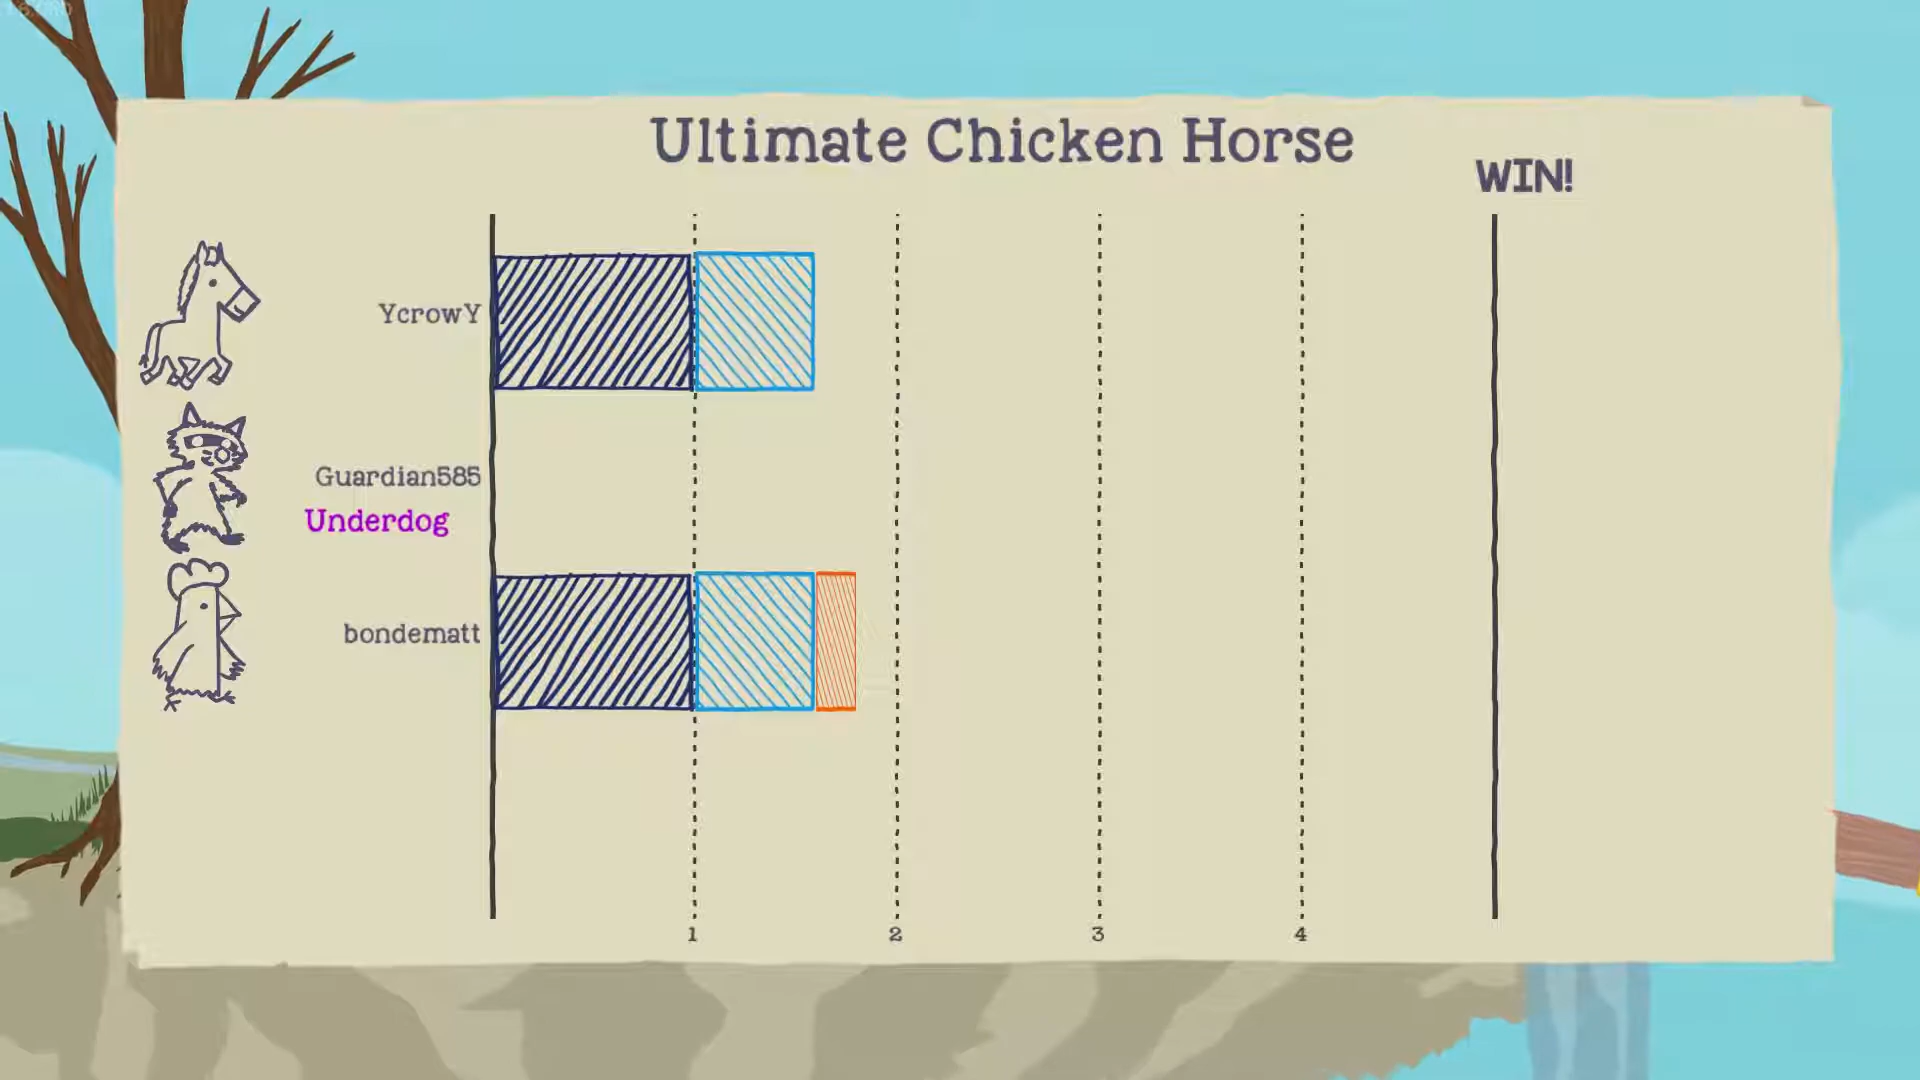 Ultimate Chicken Horse
WIN!
YcrowY
Guardian585
Underdog
bondematt
1 2 3 4